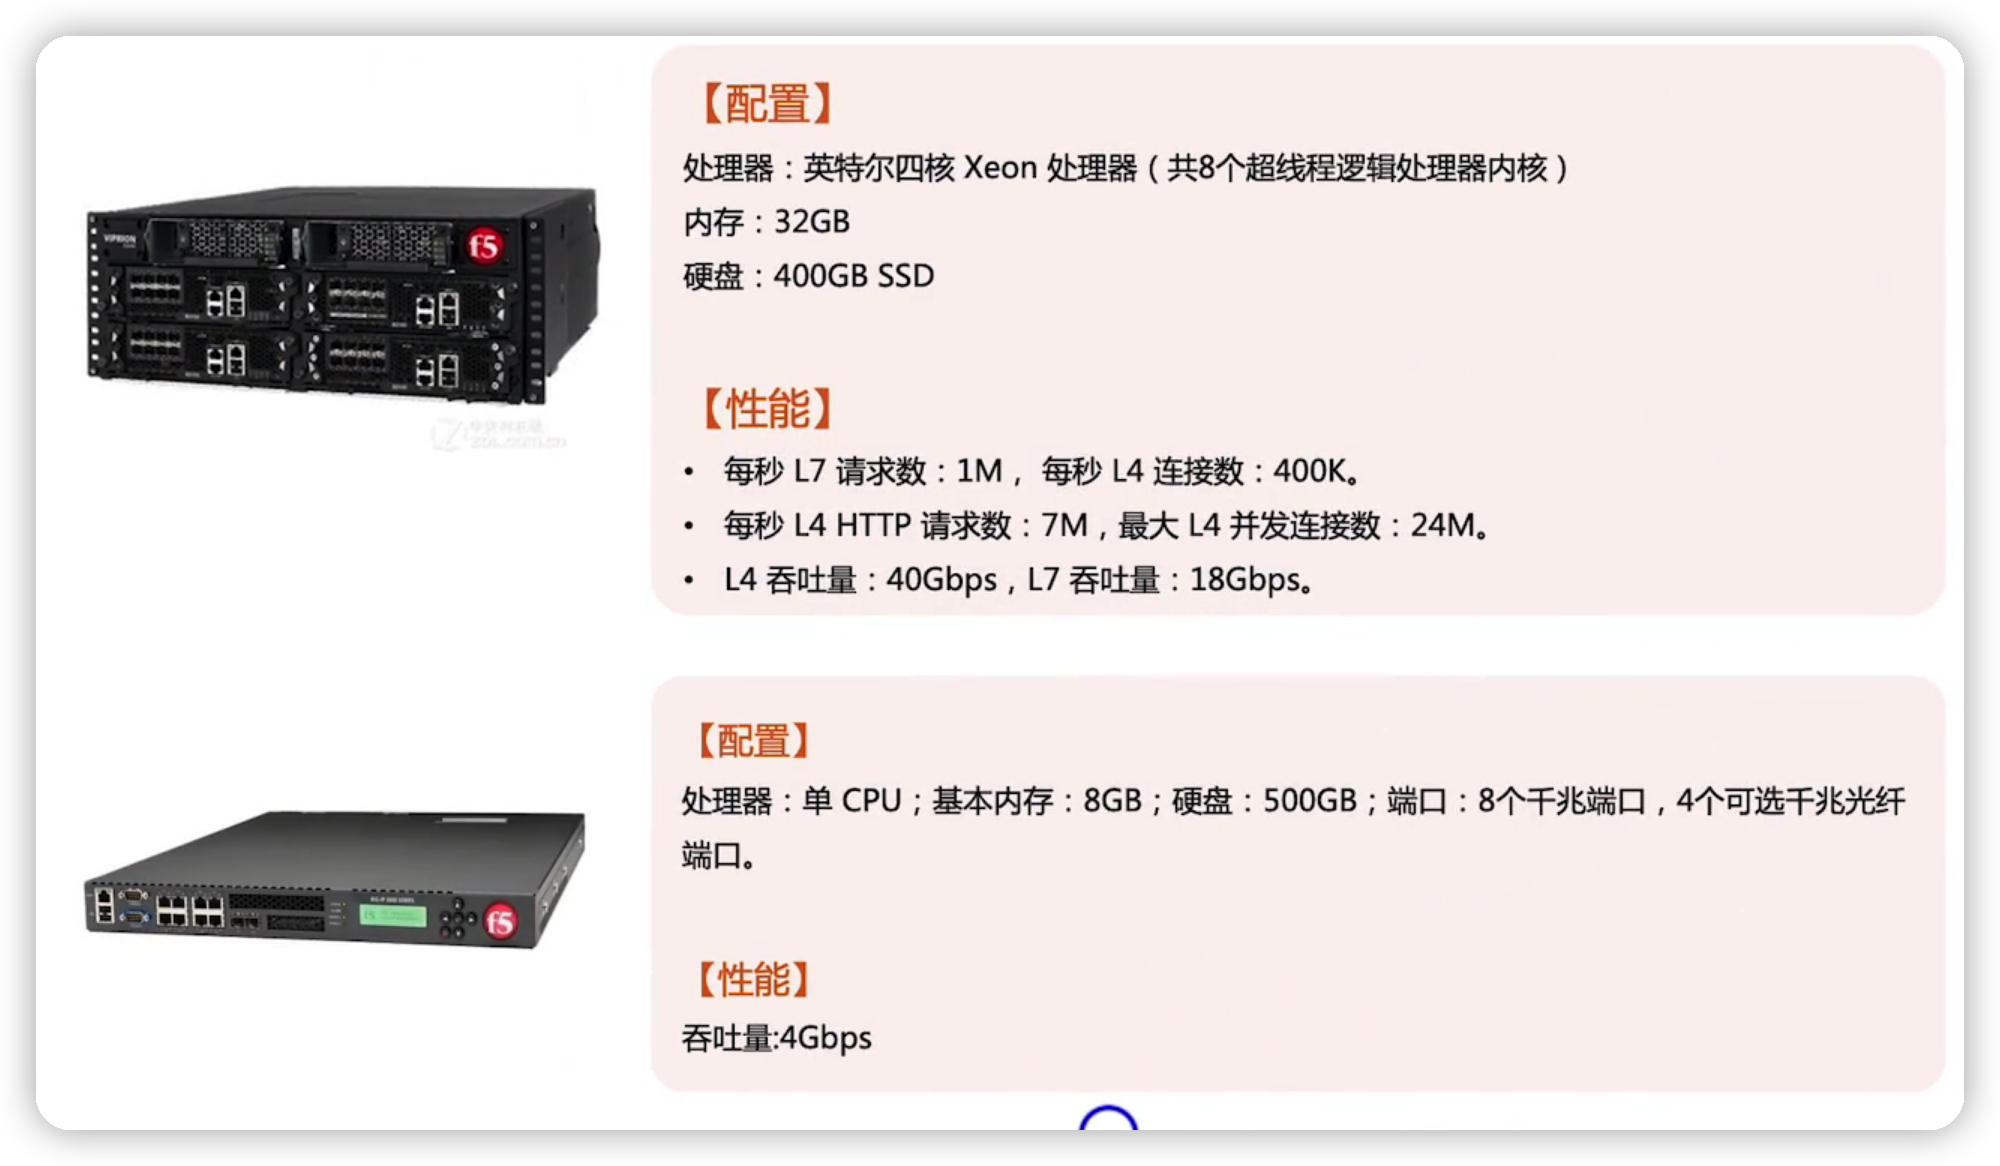 VIPRION
f5
【配置】
处理器：英特尔四核 Xeon 处理器（共8个超线程逻辑处理器内核）
内存：32GB
硬盘：400GB SSD
【性能】
• 每秒 L7 请求数：1M， 每秒 L4 连接数：400K。
• 每秒 L4 HTTP 请求数：7M，最大 L4 并发连接数：24M。
• L4 吞吐量：40Gbps，L7 吞吐量：18Gbps。
zol.com.cn
【配置】
处理器：单 CPU；基本内存：8GB；硬盘：500GB；端口：8个千兆端口，4个可选千兆光纤
端口。
f5
【性能】
吞吐量:4Gbps